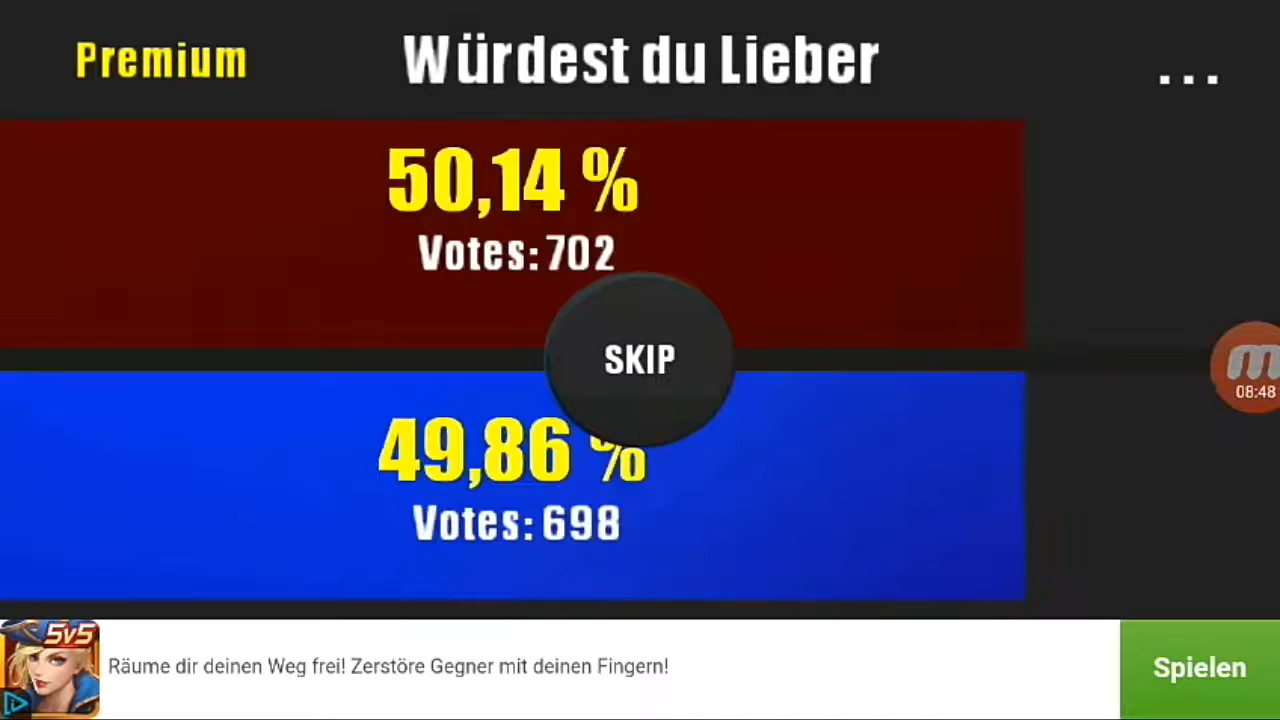 Premium
Würdest du Lieber
...
50,14 %
Votes: 702
SKIP
08:48
49,86 %
Votes: 698
5v5
Räume dir deinen Weg frei! Zerstöre Gegner mit deinen Fingern!
Spielen